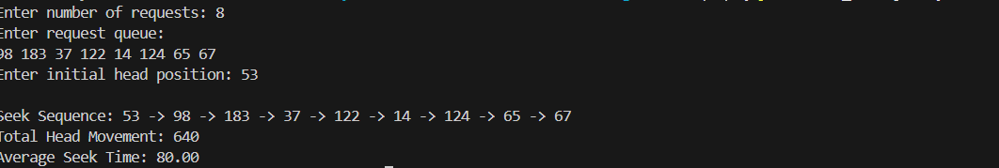 Enter number of requests: 8
Enter request queue:
98 183 37 122 14 124 65 67
Enter initial head position: 53
Seek Sequence: 53 -> 98 -> 183 -> 37 -> 122 -> 14 -> 124 -> 65 -> 67
Total Head Movement: 640
Average Seek Time: 80.00